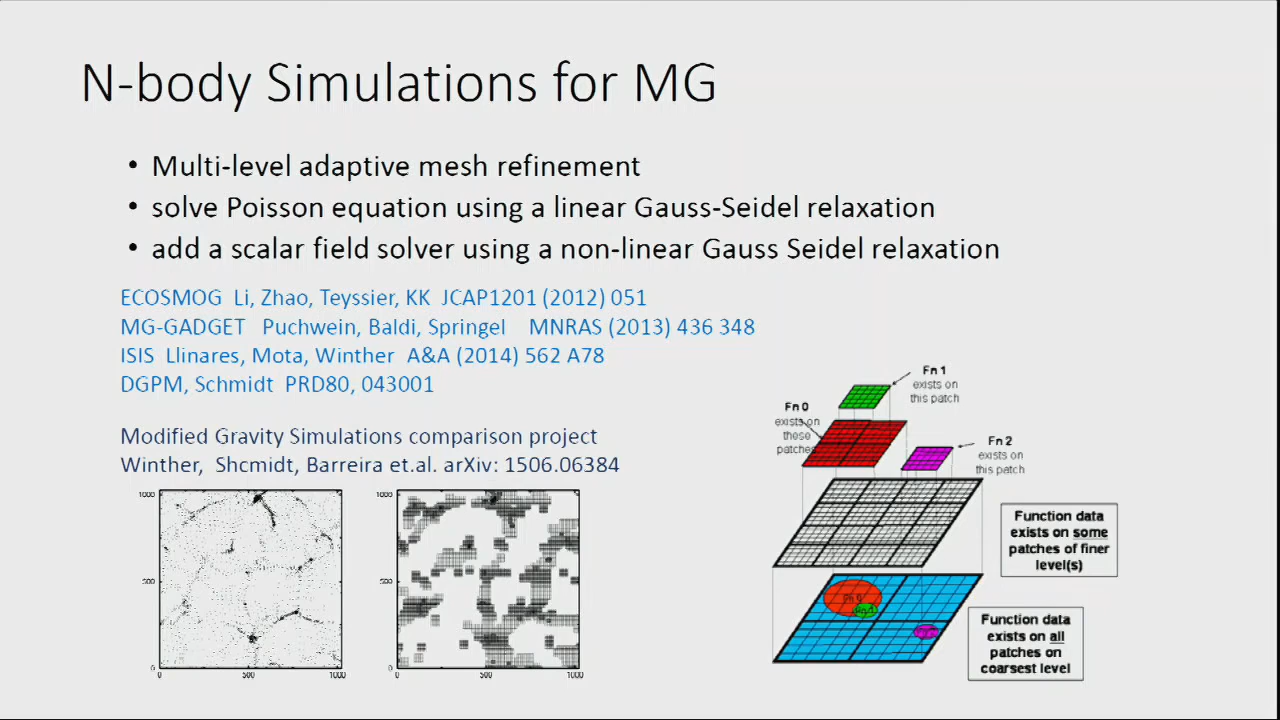 N-body Simulations for MG
• Multi-level adaptive mesh refinement
• solve Poisson equation using a linear Gauss-Seidel relaxation
• add a scalar field solver using a non-linear Gauss Seidel relaxation
ECOSMOG Li, Zhao, Teyssier, KK JCAP1201 (2012) 051
MG-GADGET Puchwein, Baldi, Springel MNRAS (2013) 436 348
ISIS Llinares, Mota, Winther A&A (2014) 562 A78
DGPM, Schmidt PRD80, 043001
Modified Gravity Simulations comparison project
Winther, Shcmidt, Barreira et.al. arXiv: 1506.06384
1000
500
0
0 500 1000
1000
500
0
0 500 1000
Fn 1
exists on
this patch
Fn 0
exists on
these
patches
Fn 2
exists on
this patch
Function data
exists on some
patches of finer
level(s)
Fn 0
Function data
exists on all
patches on
coarsest level